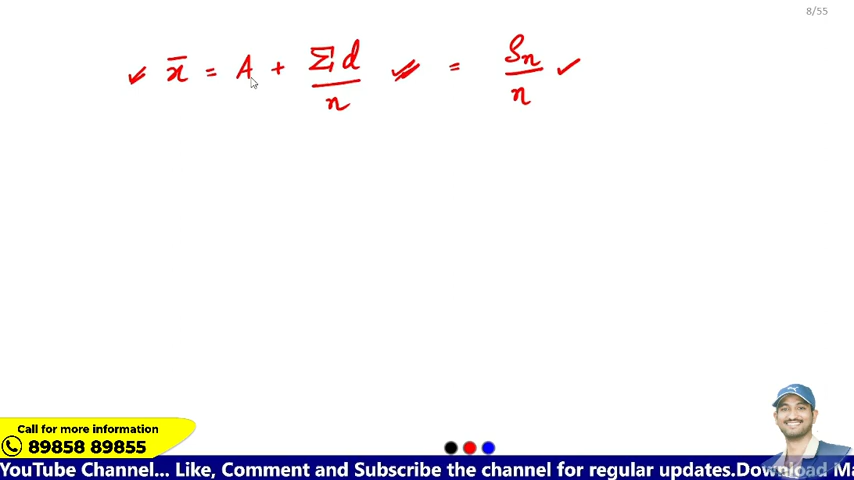 8/55
x̄ = A + Σd/n = Sn/n
Call for more information
89858 89855
YouTube Channel... Like, Comment and Subscribe the channel for regular updates.Download Ma